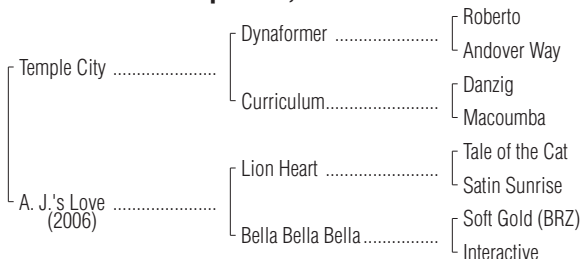 Roberto
Dynaformer ....................
Andover Way
Temple City ....................
Danzig
Curriculum......................
Macoumba
Tale of the Cat
Lion Heart ......................
Satin Sunrise
A. J.'s Love ....................
(2006)
Soft Gold (BRZ)
Bella Bella Bella..............
Interactive